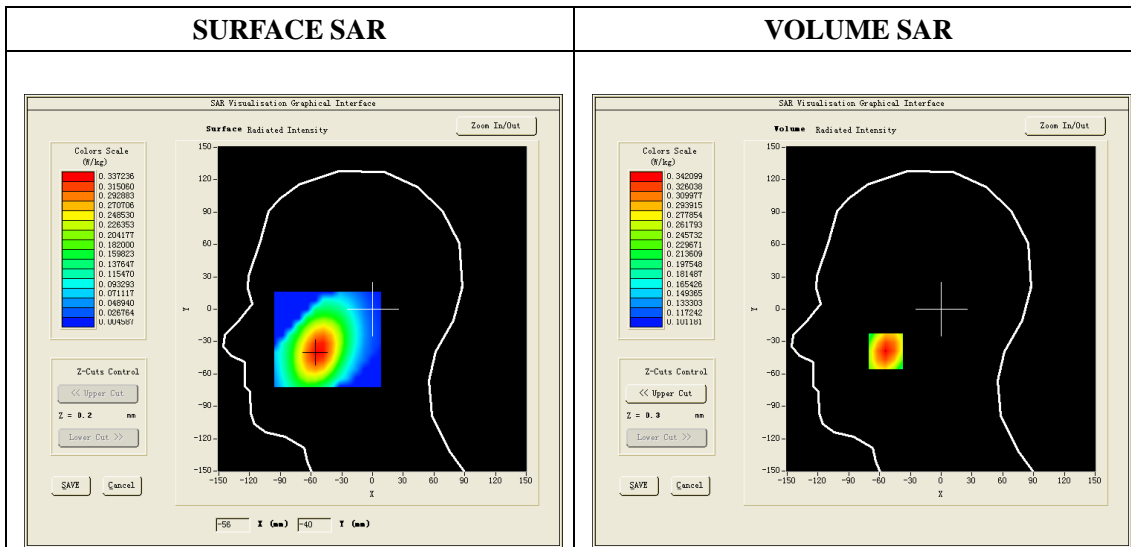 SURFACE SAR
VOLUME SAR
SAR Visualisation Graphical Interface
Surface Radiated Intensity
Zoom In/Out
Colors Scale
(W/kg)
0.337236
0.315060
0.292883
0.270706
0.248530
0.226353
0.204177
0.182000
0.159823
0.137647
0.115470
0.093293
0.071117
0.048940
0.026764
0.004587
150
120
90
60
30
0
-30
-60
-90
-120
-150
Y
-150 -120 -90 -60 -30 0 30 60 90 120 150
X
Z-Cuts Control
<< Upper Cut
Z = 0.2 mm
Lower Cut >>
SAVE Cancel
-56 X (mm) -40 Y (mm)
SAR Visualisation Graphical Interface
Volume Radiated Intensity
Zoom In/Out
Colors Scale
(W/kg)
0.342099
0.326038
0.309977
0.293915
0.277854
0.261793
0.245732
0.229671
0.213609
0.197548
0.181487
0.165426
0.149365
0.133303
0.117242
0.101181
150
120
90
60
30
0
-30
-60
-90
-120
-150
Y
-150 -120 -90 -60 -30 0 30 60 90 120 150
X
Z-Cuts Control
<< Upper Cut
Z = 0.3 mm
Lower Cut >>
SAVE Cancel